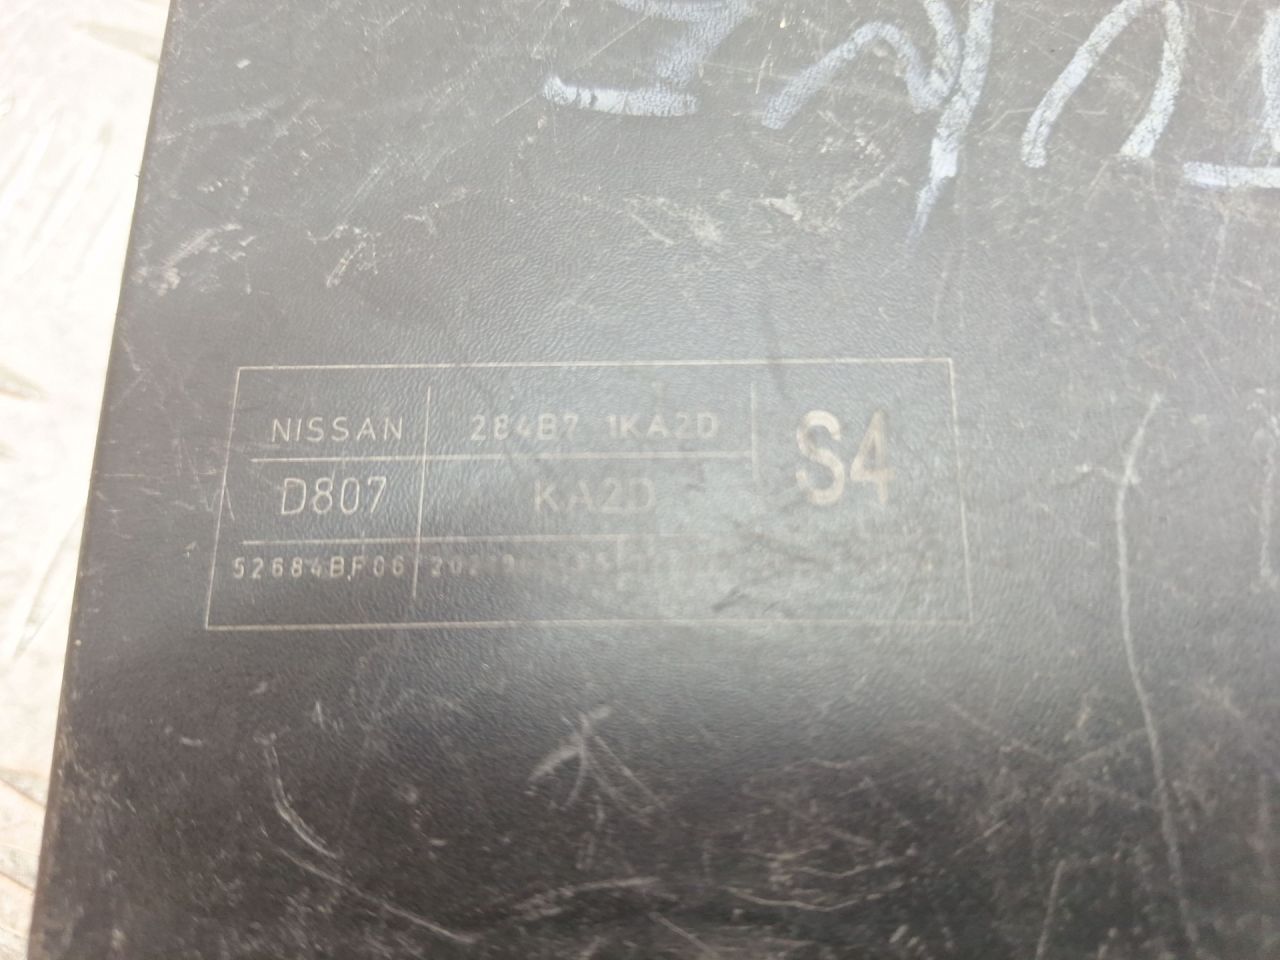 NISSAN 284B7 1KA2D S4
D807 KA2D
52684BF06